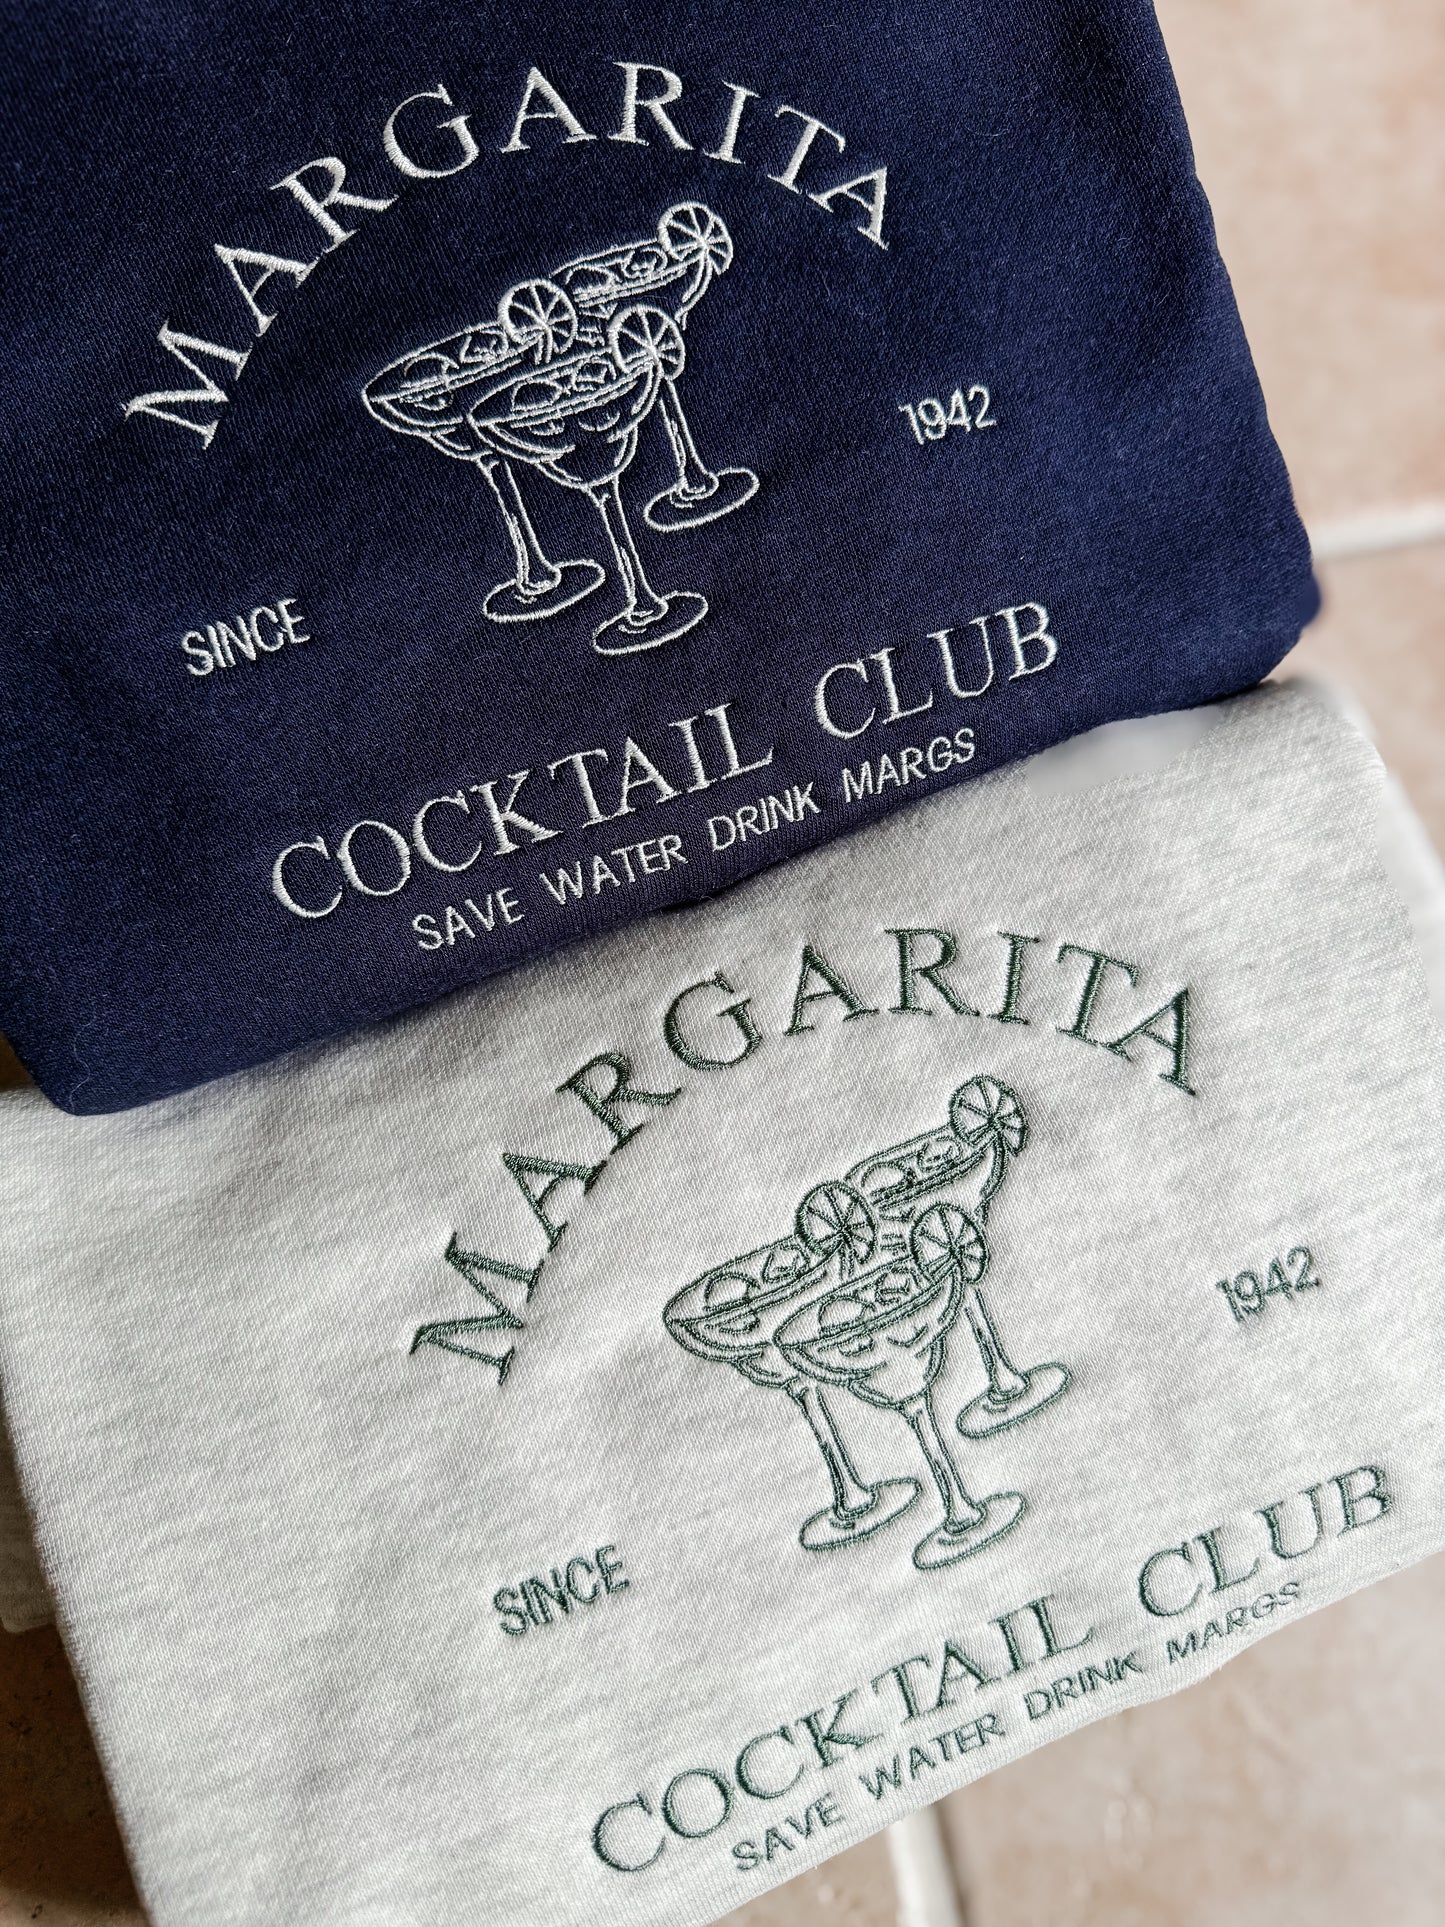 MARGARITA
SINCE 1942
COCKTAIL CLUB
SAVE WATER DRINK MARGS
MARGARITA
SINCE 1942
COCKTAIL CLUB
SAVE WATER DRINK MARGS